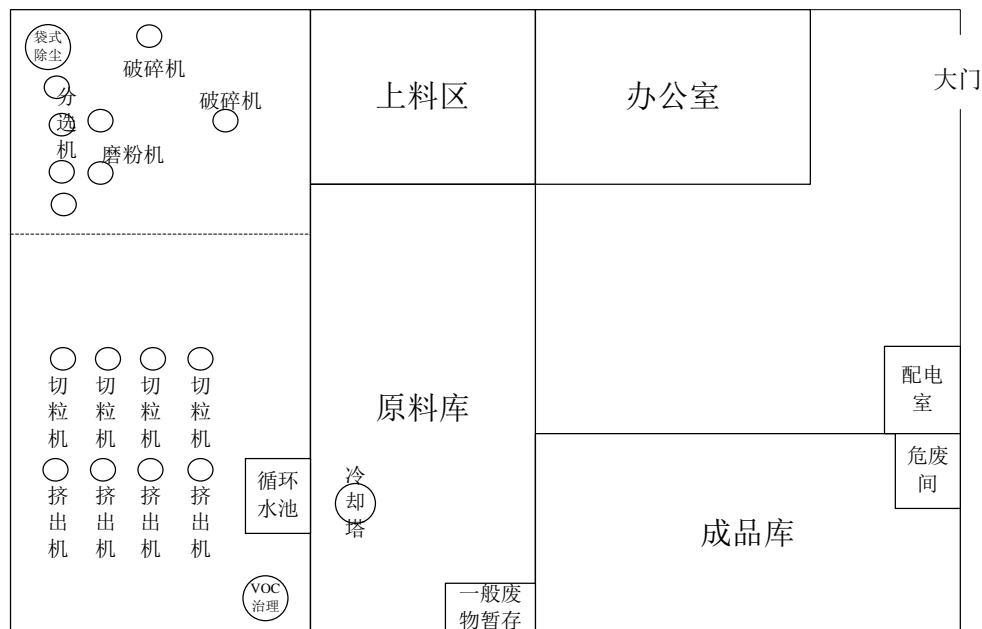 袋式
除尘
破碎机
破碎机
分选机
磨粉机
上料区
办公室
大门
切粒机
切粒机
切粒机
切粒机
挤出机
挤出机
挤出机
挤出机
循环
水池
VOC
治理
原料库
冷却塔
一般废
物暂存
配电
室
危废
间
成品库